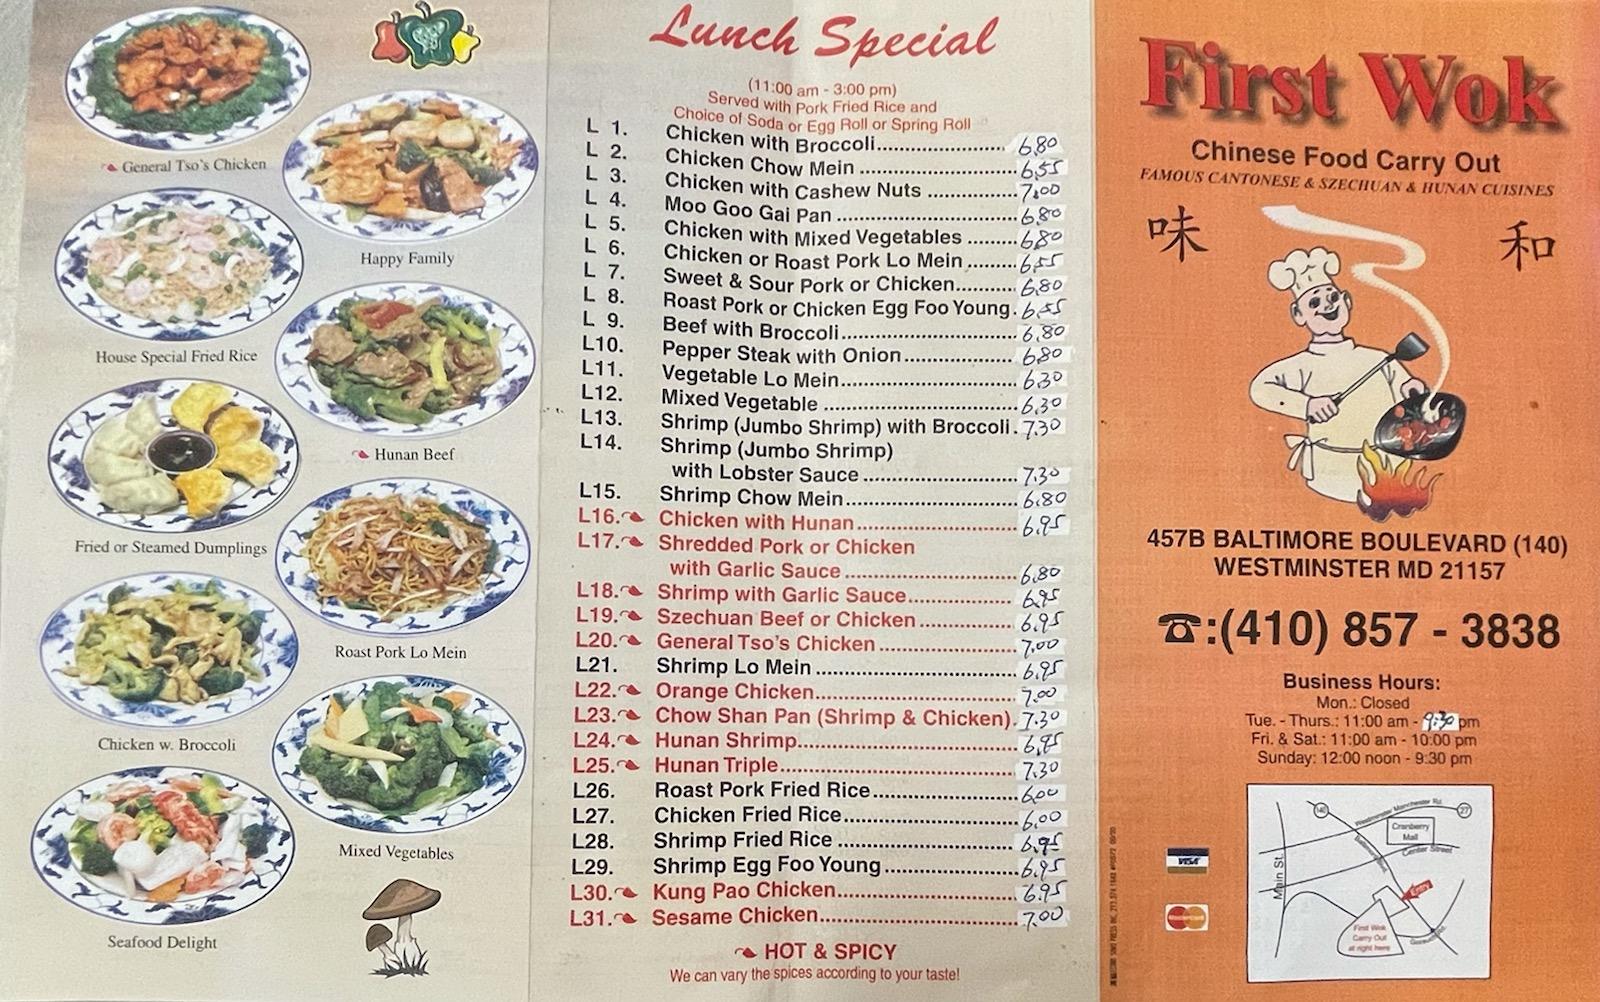 General Tso's Chicken
Happy Family
House Special Fried Rice
Hunan Beef
Fried or Steamed Dumplings
Roast Pork Lo Mein
Chicken w. Broccoli
Mixed Vegetables
Seafood Delight
Lunch Special
(11:00 am - 3:00 pm)
Served with Pork Fried Rice and
Choice of Soda or Egg Roll or Spring Roll
L 1. Chicken with Broccoli 6.80
L 2. Chicken Chow Mein 6.55
L 3. Chicken with Cashew Nuts 7.00
L 4. Moo Goo Gai Pan 6.80
L 5. Chicken with Mixed Vegetables 6.80
L 6. Chicken or Roast Pork Lo Mein 6.55
L 7. Sweet & Sour Pork or Chicken 6.80
L 8. Roast Pork or Chicken Egg Foo Young 6.55
L 9. Beef with Broccoli 6.80
L10. Pepper Steak with Onion 6.80
L11. Vegetable Lo Mein 6.30
L12. Mixed Vegetable 6.30
L13. Shrimp (Jumbo Shrimp) with Broccoli 7.30
L14. Shrimp (Jumbo Shrimp)
with Lobster Sauce 7.30
L15. Shrimp Chow Mein 6.80
L16. Chicken with Hunan 6.95
L17. Shredded Pork or Chicken
with Garlic Sauce 6.80
L18. Shrimp with Garlic Sauce 6.95
L19. Szechuan Beef or Chicken 6.95
L20. General Tso's Chicken 7.00
L21. Shrimp Lo Mein 6.95
L22. Orange Chicken 7.00
L23. Chow Shan Pan (Shrimp & Chicken) 7.30
L24. Hunan Shrimp 6.95
L25. Hunan Triple 7.30
L26. Roast Pork Fried Rice 6.00
L27. Chicken Fried Rice 6.00
L28. Shrimp Fried Rice 6.95
L29. Shrimp Egg Foo Young 6.95
L30. Kung Pao Chicken 6.95
L31. Sesame Chicken 7.00
HOT & SPICY
We can vary the spices according to your taste!
First Wok
Chinese Food Carry Out
FAMOUS CANTONESE & SZECHUAN & HUNAN CUISINES
味 和
457B BALTIMORE BOULEVARD (140)
WESTMINSTER MD 21157
☎:(410) 857 - 3838
Business Hours:
Mon.: Closed
Tue. - Thurs.: 11:00 am - 9:30 pm
Fri. & Sat.: 11:00 am - 10:00 pm
Sunday: 12:00 noon - 9:30 pm
VISA
MasterCard
140
Westminster Manchester Rd.
27
Cranberry
Mall
Center Street
Main St.
Entry
First Wok
Carry Out
at right here